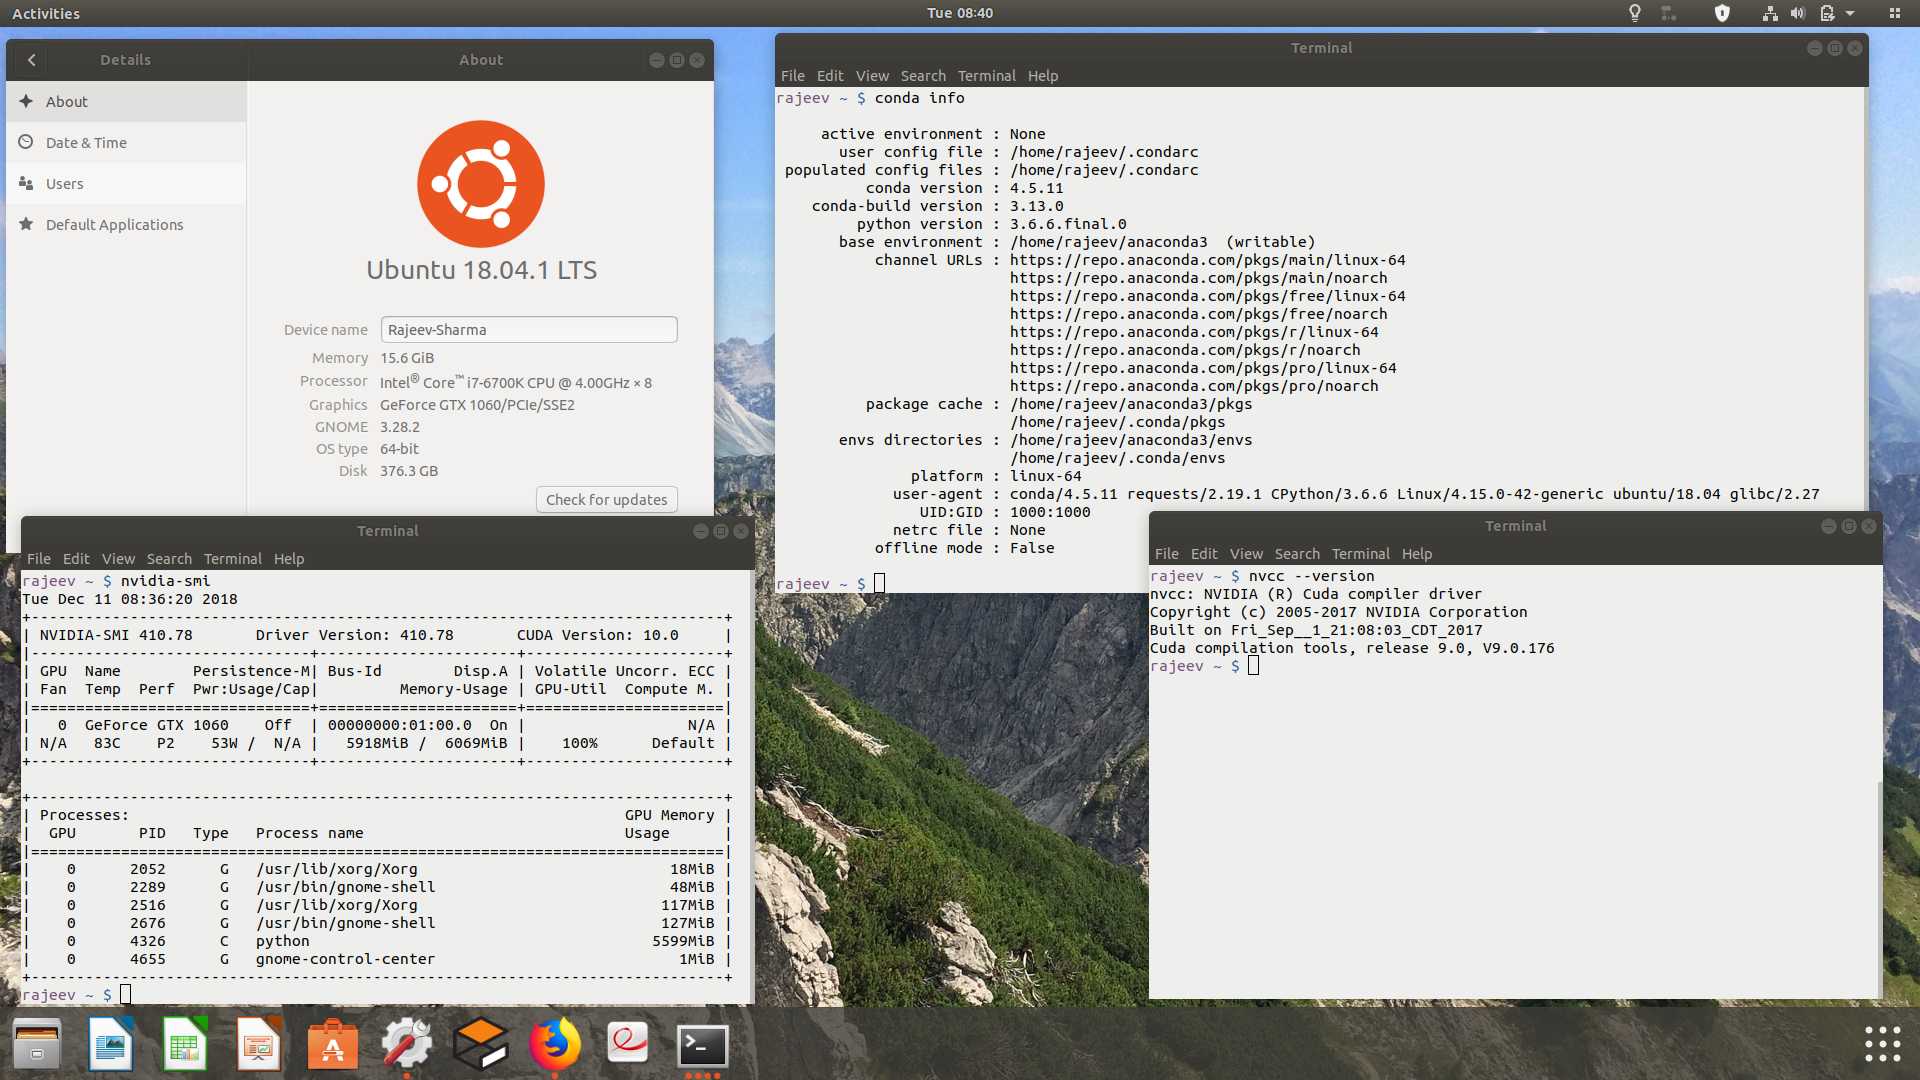 Activities
Tue 08:40
Details
About
About
Date & Time
Users
Default Applications
Ubuntu 18.04.1 LTS
Device name Rajeev-Sharma
Memory 15.6 GiB
Processor Intel® Core™ i7-6700K CPU @ 4.00GHz × 8
Graphics GeForce GTX 1060/PCIe/SSE2
GNOME 3.28.2
OS type 64-bit
Disk 376.3 GB
Check for updates
Terminal
File Edit View Search Terminal Help
rajeev ~ $ conda info
active environment : None
user config file : /home/rajeev/.condarc
populated config files : /home/rajeev/.condarc
conda version : 4.5.11
conda-build version : 3.13.0
python version : 3.6.6.final.0
base environment : /home/rajeev/anaconda3  (writable)
channel URLs : https://repo.anaconda.com/pkgs/main/linux-64
https://repo.anaconda.com/pkgs/main/noarch
https://repo.anaconda.com/pkgs/free/linux-64
https://repo.anaconda.com/pkgs/free/noarch
https://repo.anaconda.com/pkgs/r/linux-64
https://repo.anaconda.com/pkgs/r/noarch
https://repo.anaconda.com/pkgs/pro/linux-64
https://repo.anaconda.com/pkgs/pro/noarch
package cache : /home/rajeev/anaconda3/pkgs
/home/rajeev/.conda/pkgs
envs directories : /home/rajeev/anaconda3/envs
/home/rajeev/.conda/envs
platform : linux-64
user-agent : conda/4.5.11 requests/2.19.1 CPython/3.6.6 Linux/4.15.0-42-generic ubuntu/18.04 glibc/2.27
UID:GID : 1000:1000
netrc file : None
offline mode : False
rajeev ~ $
Terminal
File Edit View Search Terminal Help
rajeev ~ $ nvidia-smi
Tue Dec 11 08:36:20 2018
+-----------------------------------------------------------------------------+
| NVIDIA-SMI 410.78       Driver Version: 410.78       CUDA Version: 10.0     |
|-------------------------------+----------------------+----------------------+
| GPU  Name        Persistence-M| Bus-Id        Disp.A | Volatile Uncorr. ECC |
| Fan  Temp  Perf  Pwr:Usage/Cap|         Memory-Usage | GPU-Util  Compute M. |
|===============================+======================+======================|
|   0  GeForce GTX 1060    Off  | 00000000:01:00.0  On |                  N/A |
| N/A   83C    P2    53W /  N/A |   5918MiB /  6069MiB |    100%      Default |
+-------------------------------+----------------------+----------------------+
+-----------------------------------------------------------------------------+
| Processes:                                                       GPU Memory |
|  GPU       PID   Type   Process name                             Usage      |
|=============================================================================|
|    0      2052      G   /usr/lib/xorg/Xorg                            18MiB |
|    0      2289      G   /usr/bin/gnome-shell                          48MiB |
|    0      2516      G   /usr/lib/xorg/Xorg                           117MiB |
|    0      2676      G   /usr/bin/gnome-shell                         127MiB |
|    0      4326      C   python                                      5599MiB |
|    0      4655      G   gnome-control-center                           1MiB |
+-----------------------------------------------------------------------------+
rajeev ~ $
Terminal
File Edit View Search Terminal Help
rajeev ~ $ nvcc --version
nvcc: NVIDIA (R) Cuda compiler driver
Copyright (c) 2005-2017 NVIDIA Corporation
Built on Fri_Sep__1_21:08:03_CDT_2017
Cuda compilation tools, release 9.0, V9.0.176
rajeev ~ $